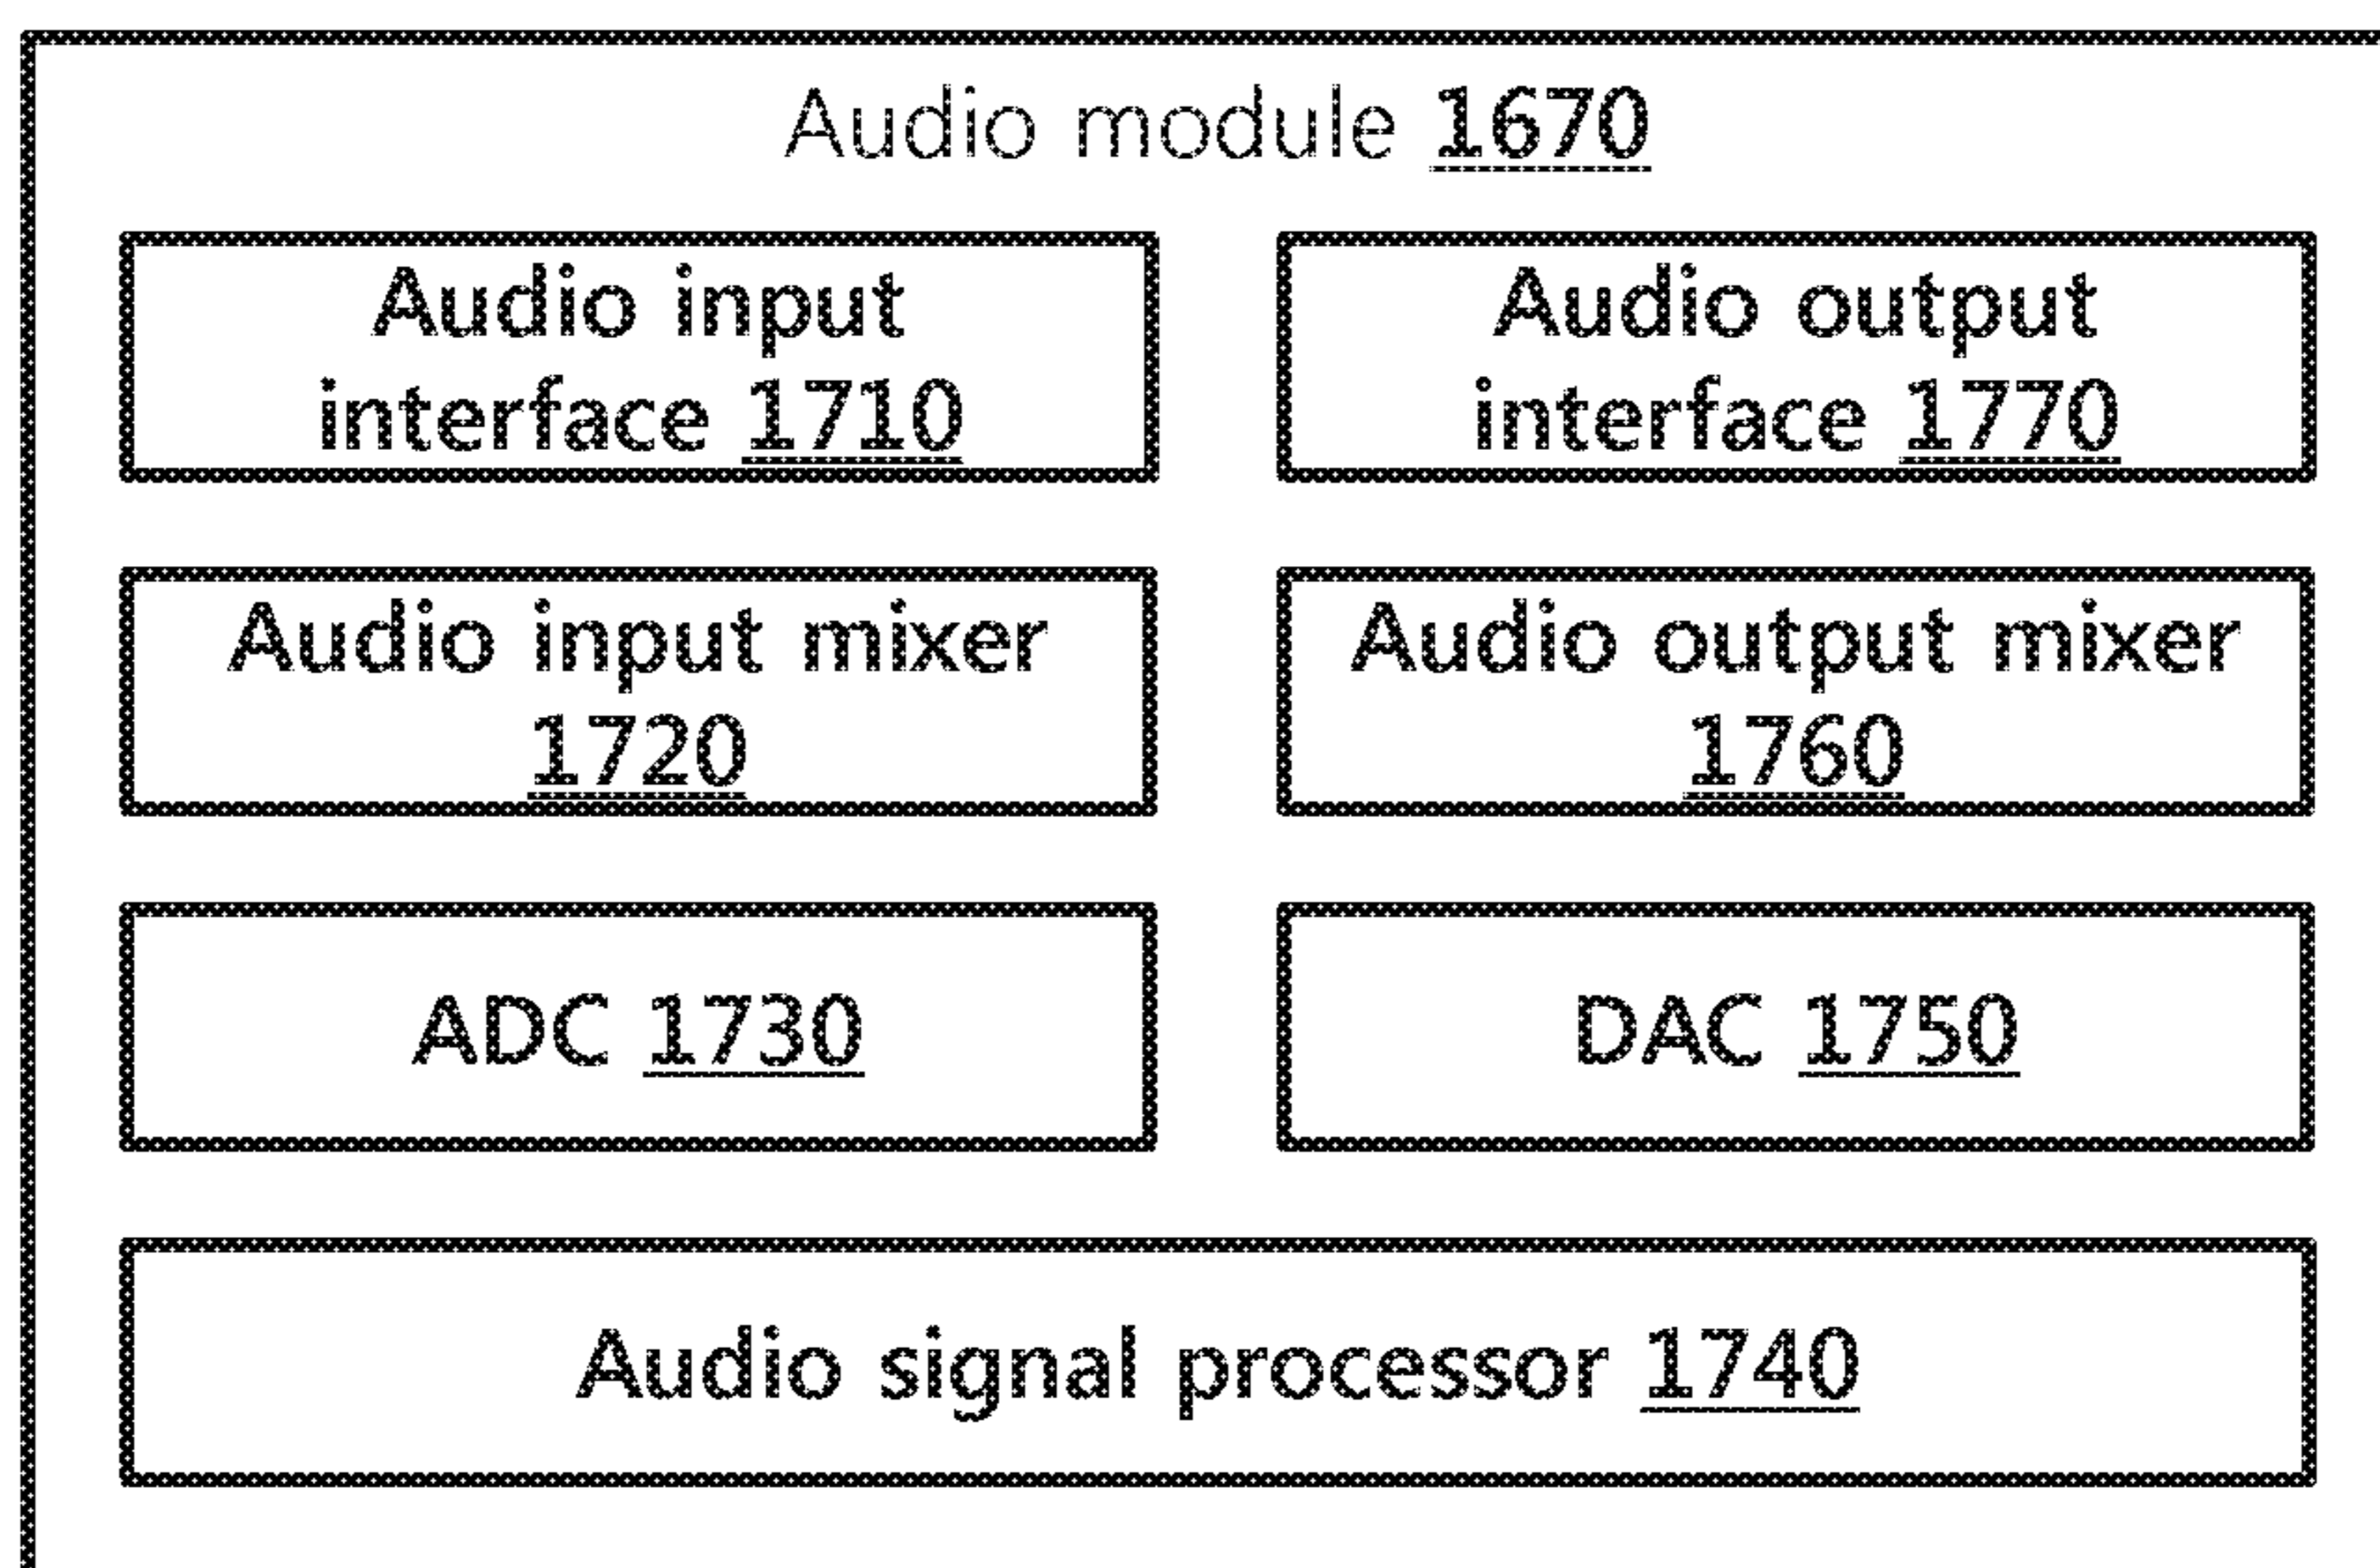 Audio module 1670
Audio input
interface 1710
Audio output
interface 1770
Audio input mixer
1720
Audio output mixer
1760
ADC 1730
DAC 1750
Audio signal processor 1740